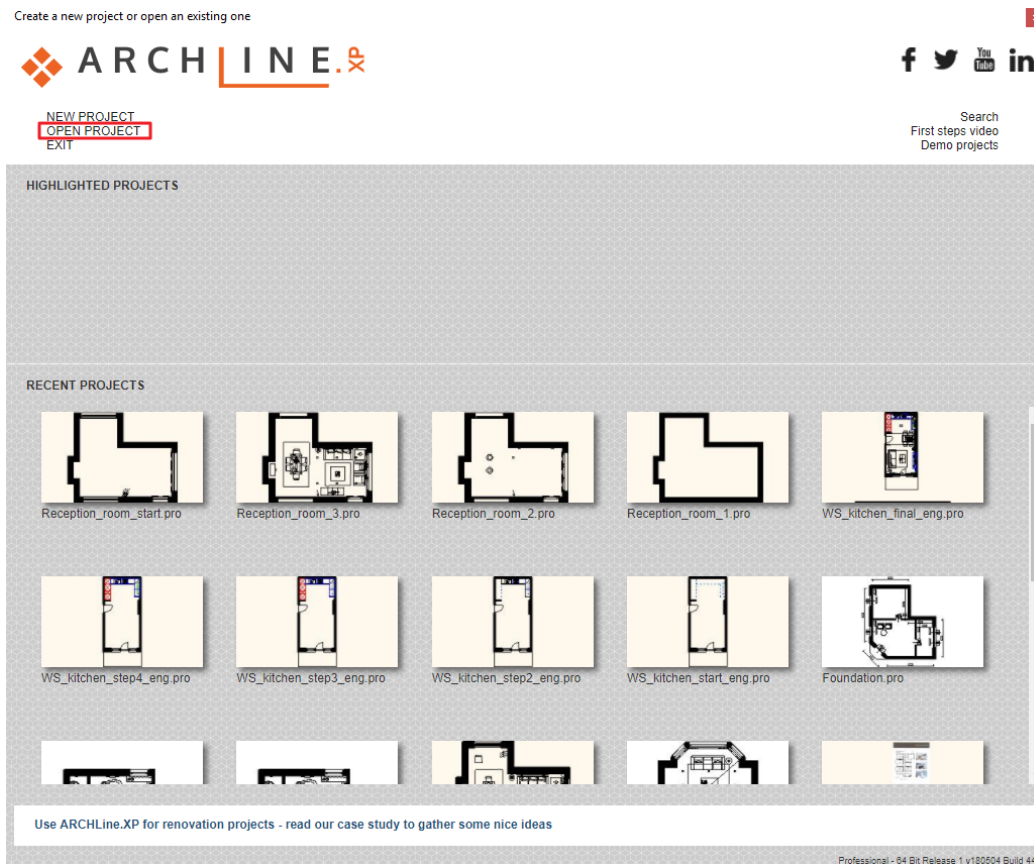 Create a new project or open an existing one
ARCHLINE.XP
f You Tube in
NEW PROJECT
OPEN PROJECT
EXIT
Search
First steps video
Demo projects
HIGHLIGHTED PROJECTS
RECENT PROJECTS
Reception_room_start.pro
Reception_room_3.pro
Reception_room_2.pro
Reception_room_1.pro
WS_kitchen_final_eng.pro
WS_kitchen_step4_eng.pro
WS_kitchen_step3_eng.pro
WS_kitchen_step2_eng.pro
WS_kitchen_start_eng.pro
Foundation.pro
Use ARCHLine.XP for renovation projects - read our case study to gather some nice ideas
Professional - 64 Bit Release 1 v180504 Build